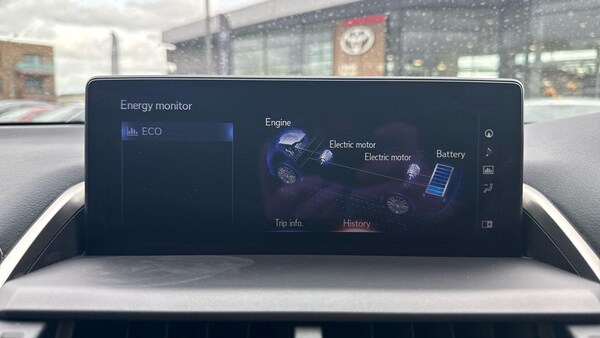 Energy monitor
ECO
Engine
Electric motor
Electric motor
Battery
Trip info.
History